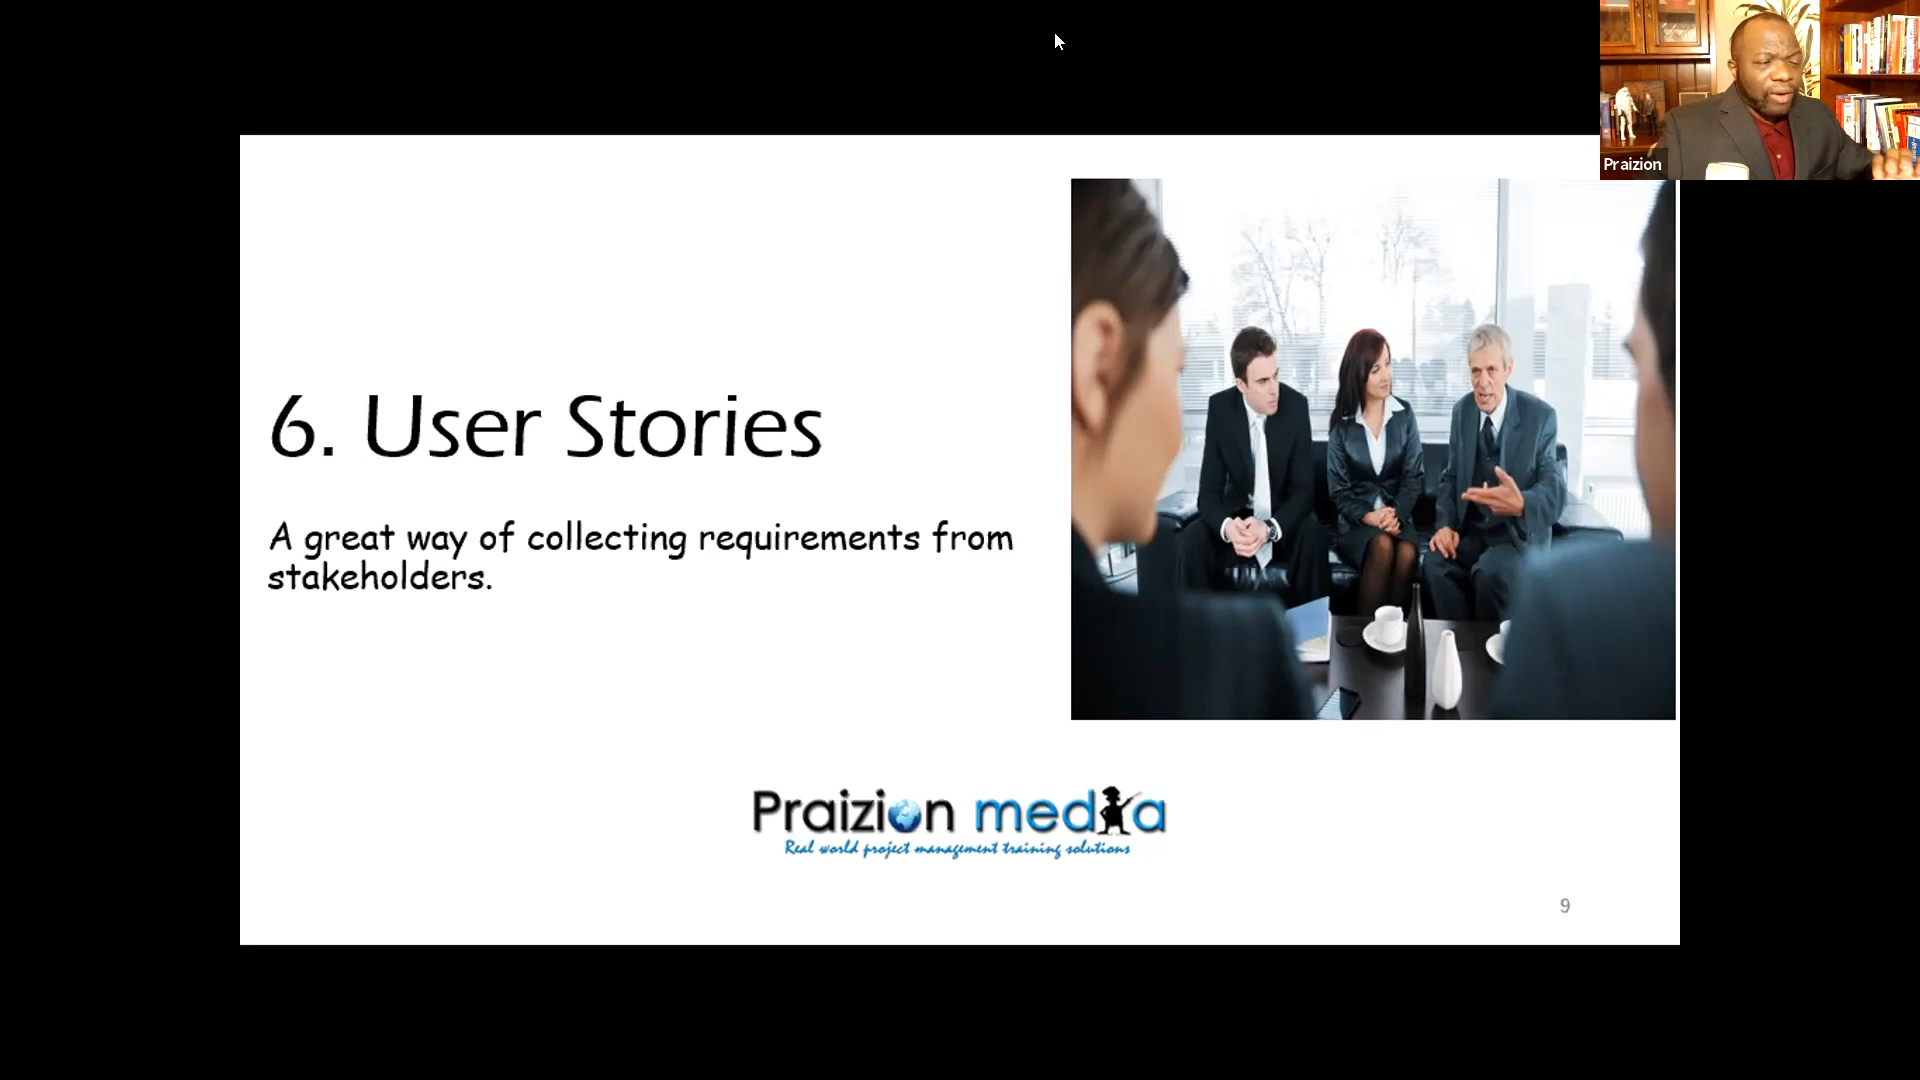 Praizion
6. User Stories
A great way of collecting requirements from
stakeholders.
Praizion media
Real world project management training solutions
9